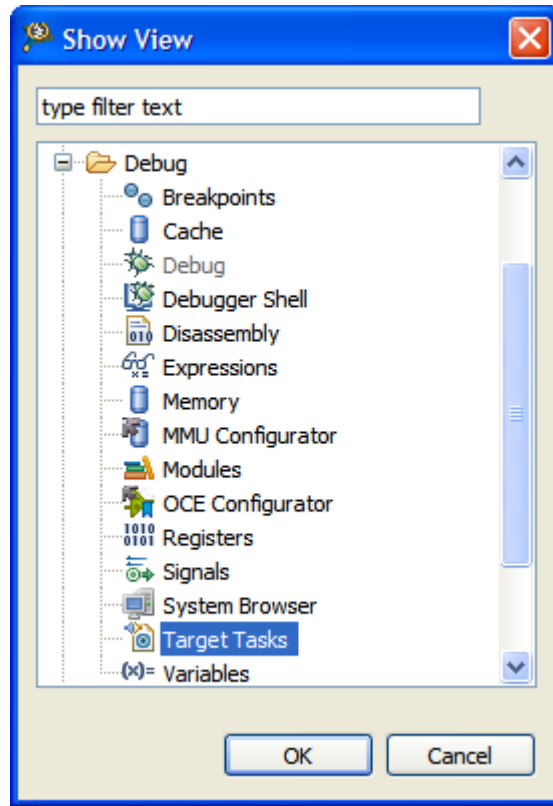 Show View
type filter text
Debug
Breakpoints
Cache
Debug
Debugger Shell
Disassembly
Expressions
Memory
MMU Configurator
Modules
OCE Configurator
Registers
Signals
System Browser
Target Tasks
(x)= Variables
OK Cancel